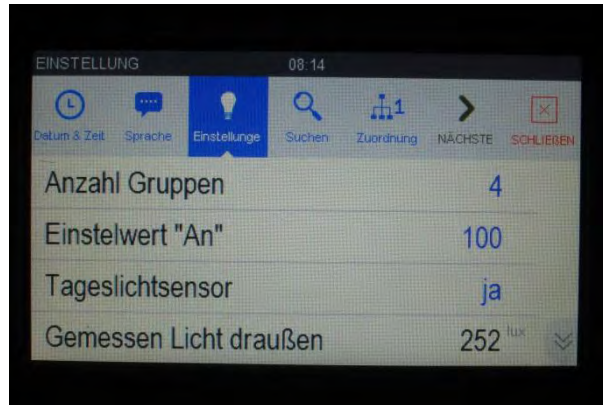 EINSTELLUNG 08:14
Datum & Zeit Sprache Einstellunge Suchen 1 Zuordnung NÄCHSTE SCHLIEßEN
Anzahl Gruppen 4
Einstelwert "An" 100
Tageslichtsensor ja
Gemessen Licht draußen 252 lux